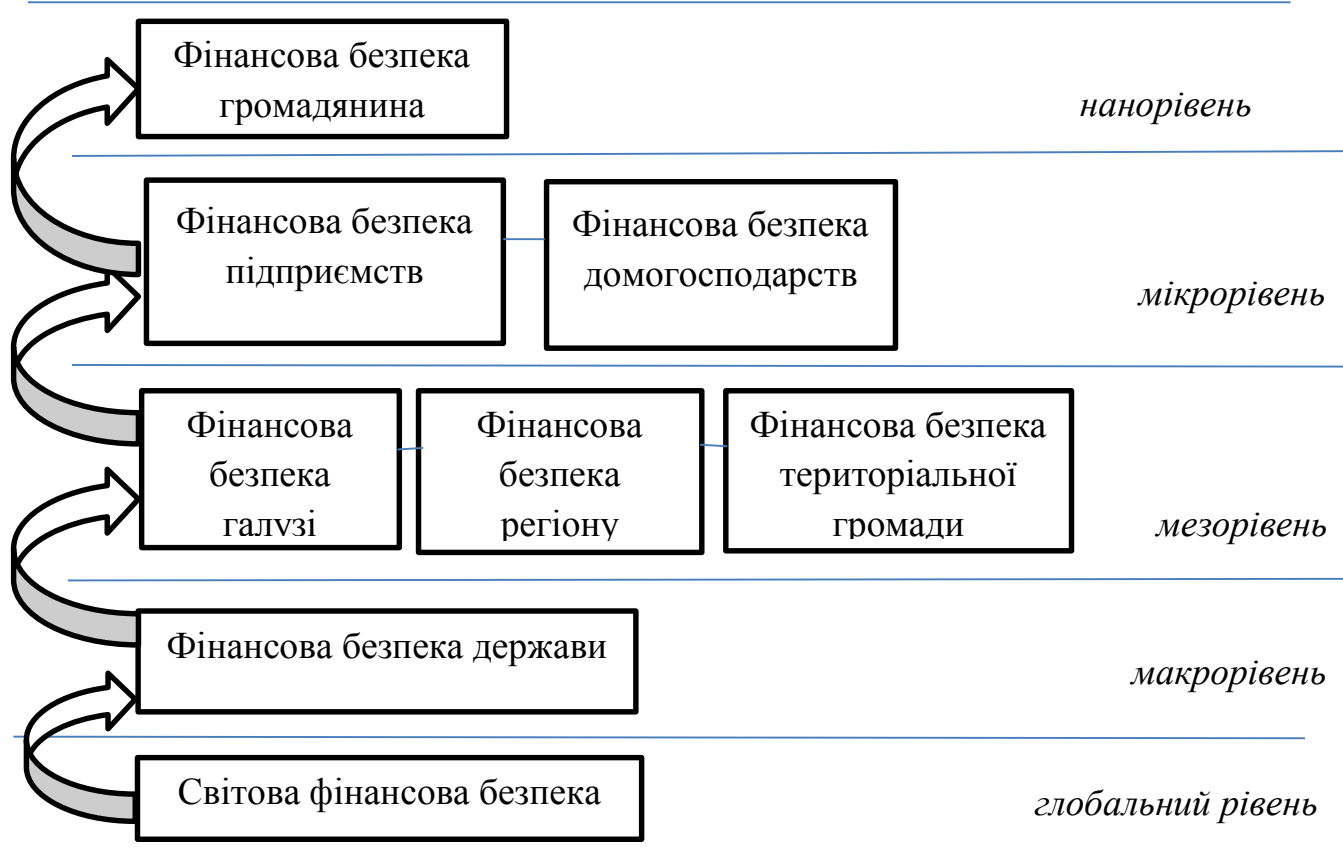 Фінансова безпека
громадянина
нанорівень
Фінансова безпека
підприємств
Фінансова безпека
домогосподарств
мікрорівень
Фінансова
безпека
галузі
Фінансова
безпека
регіону
Фінансова безпека
територіальної
громади
мезорівень
Фінансова безпека держави
макрорівень
Світова фінансова безпека
глобальний рівень